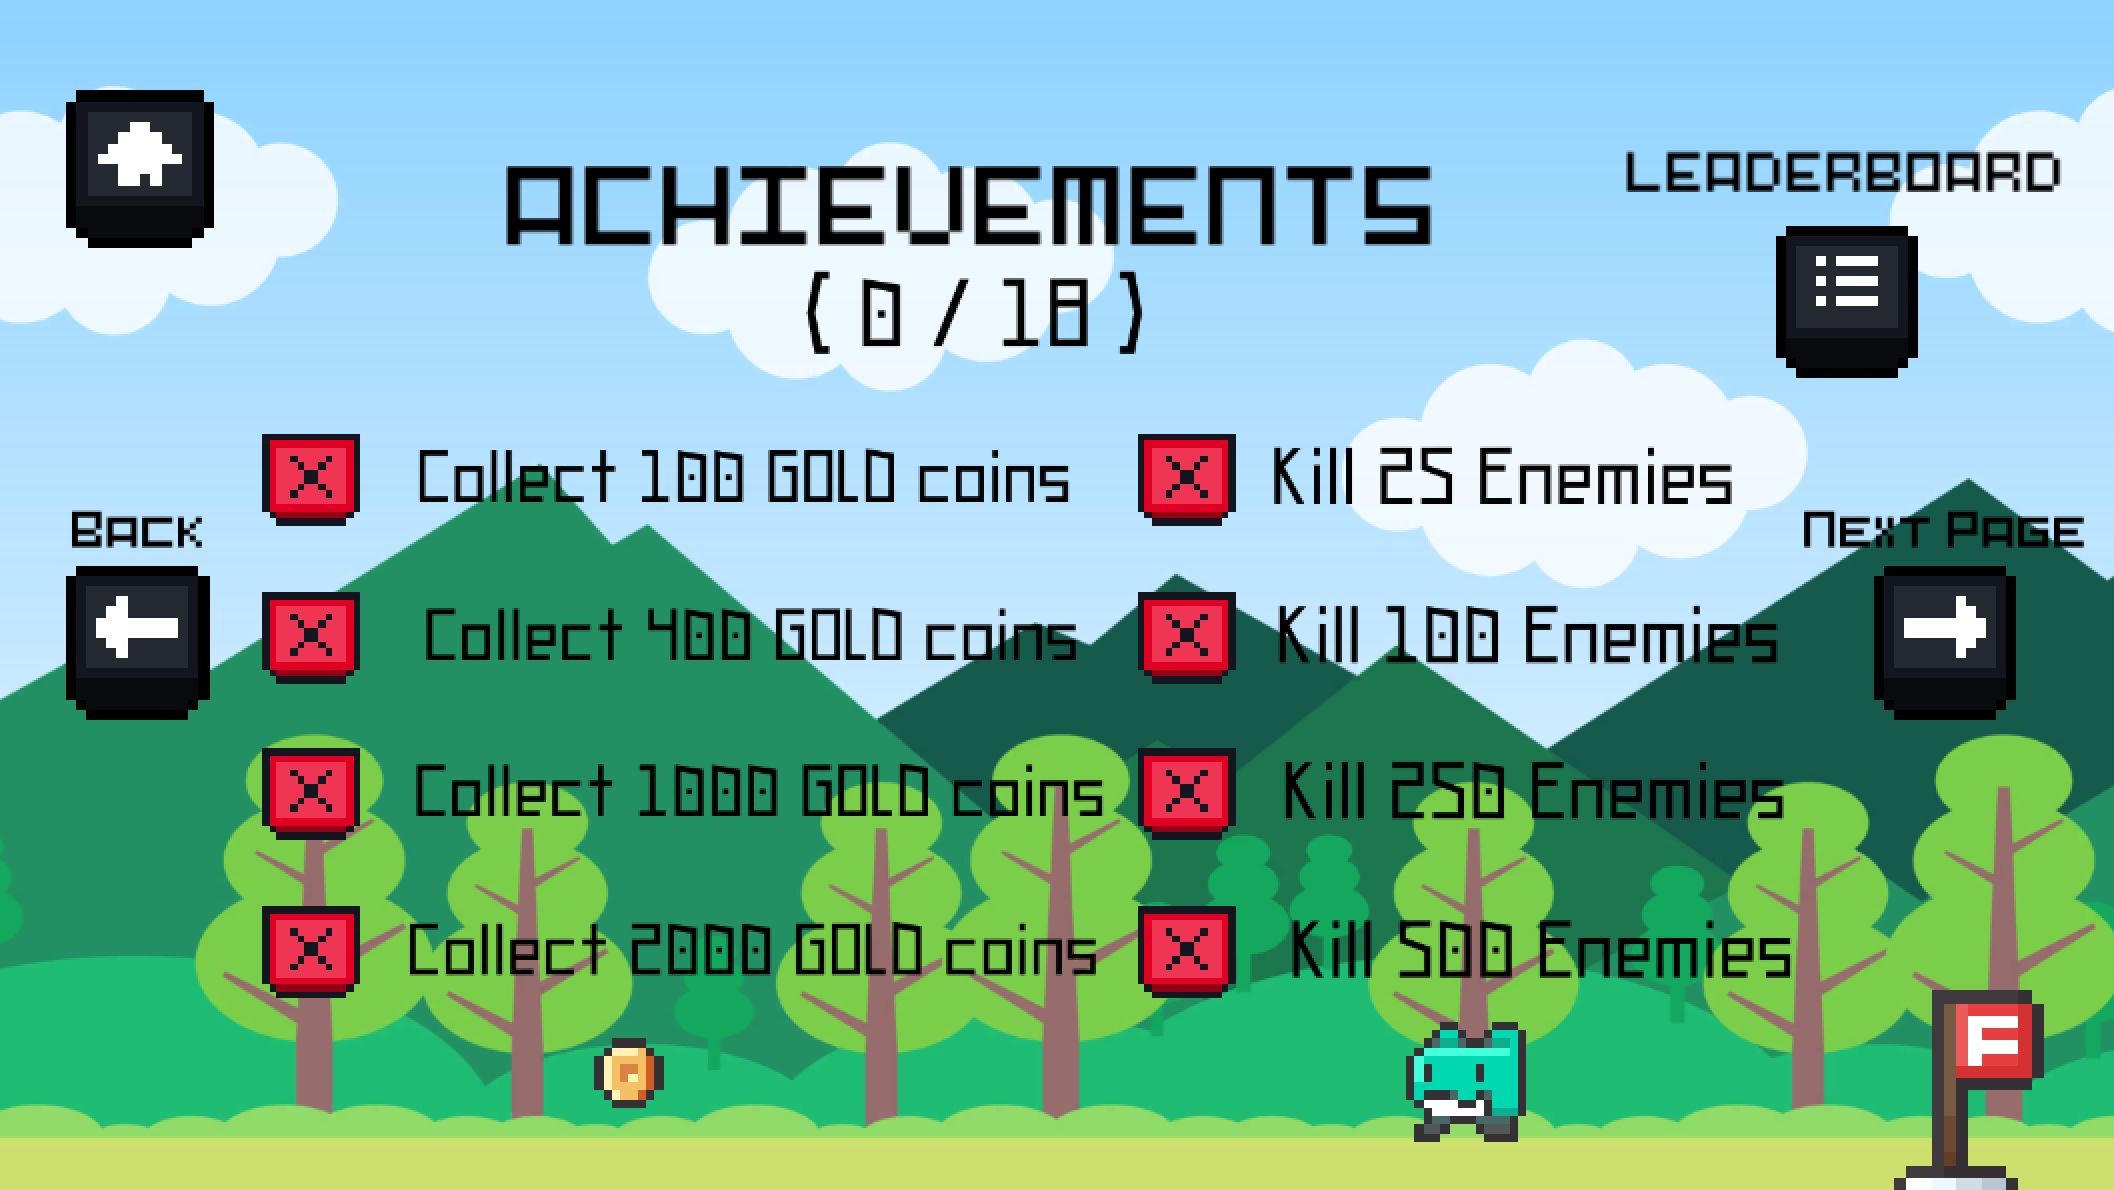 ACHIEVEMENTS
( 0 / 18 )
LEADERBOARD
Collect 100 GOLD coins
Kill 25 Enemies
BACK
NEXT PAGE
Collect 400 GOLD coins
Kill 100 Enemies
Collect 1000 GOLD coins
Kill 250 Enemies
Collect 2000 GOLD coins
Kill 500 Enemies
F